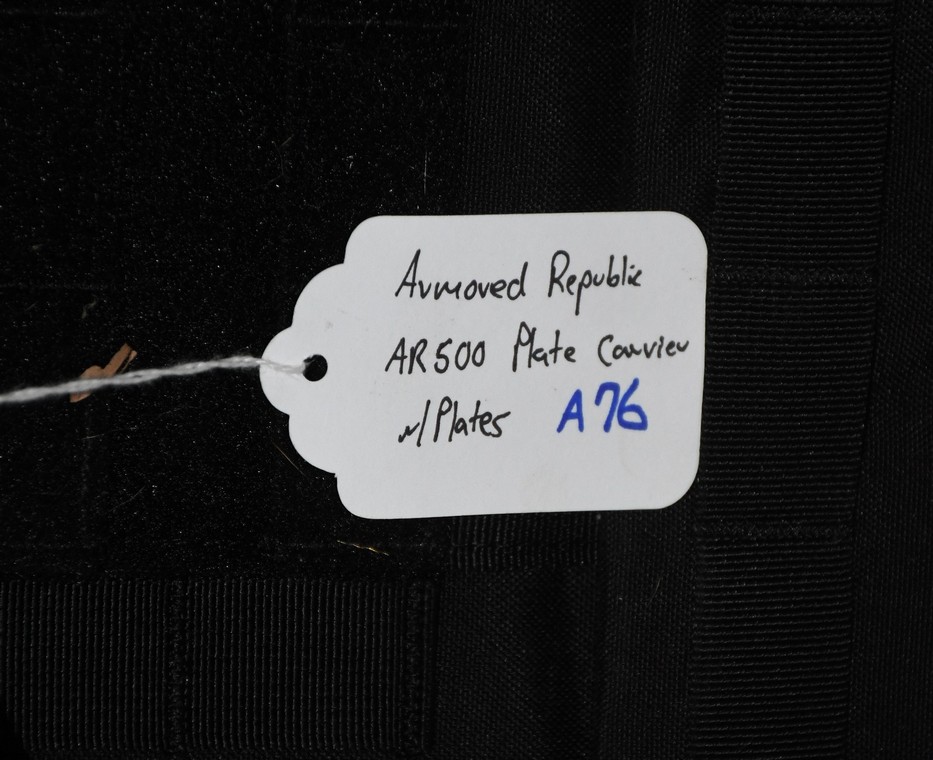 Armored Republic
AR500 Plate Carrier
w/Plates A76